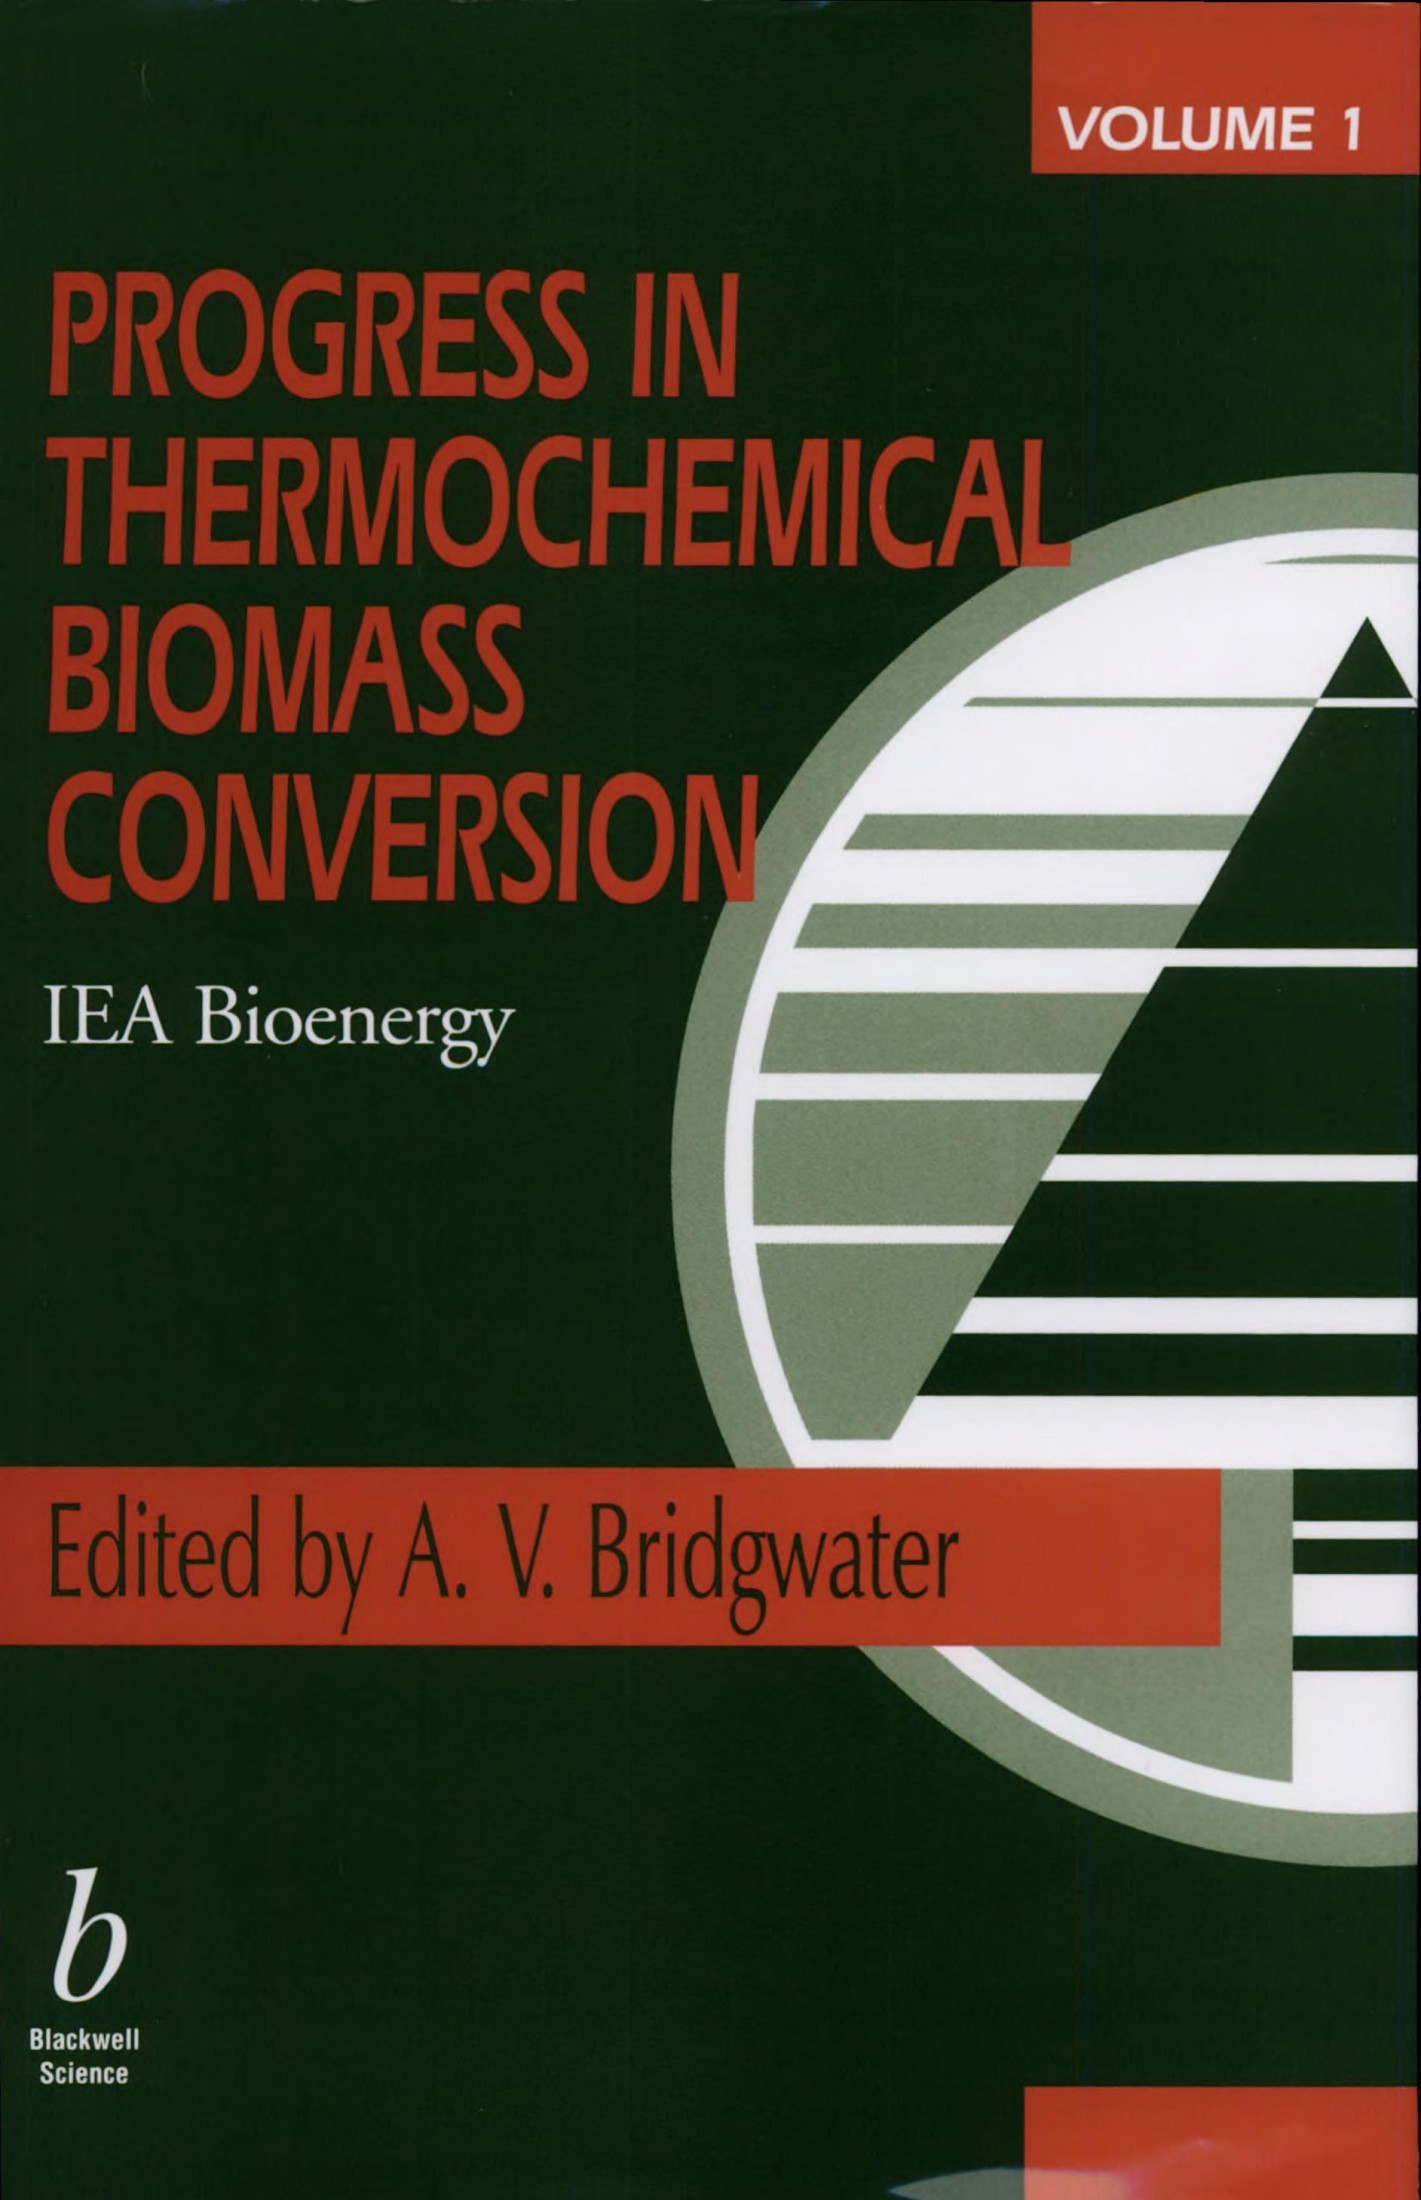 VOLUME 1
PROGRESS IN
THERMOCHEMICAL
BIOMASS
CONVERSION
IEA Bioenergy
Edited by A. V. Bridgwater
b
Blackwell
Science